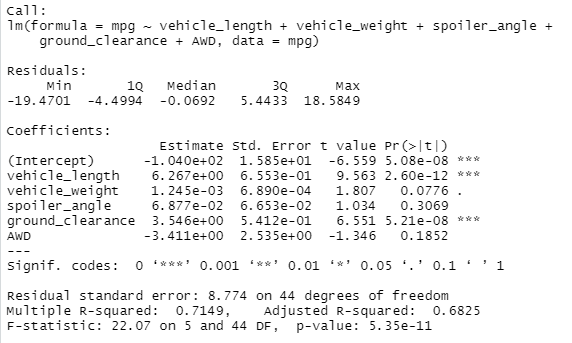 Call:
lm(formula = mpg ~ vehicle_length + vehicle_weight + spoiler_angle +
    ground_clearance + AWD, data = mpg)

Residuals:
     Min       1Q   Median       3Q      Max
-19.4701  -4.4994  -0.0692   5.4433  18.5849

Coefficients:
                   Estimate Std. Error t value Pr(>|t|)
(Intercept)      -1.040e+02  1.585e+01  -6.559 5.08e-08 ***
vehicle_length    6.267e+00  6.553e-01   9.563 2.60e-12 ***
vehicle_weight    1.245e-03  6.890e-04   1.807   0.0776 .
spoiler_angle     6.877e-02  6.653e-02   1.034   0.3069
ground_clearance  3.546e+00  5.412e-01   6.551 5.21e-08 ***
AWD              -3.411e+00  2.535e+00  -1.346   0.1852
---
Signif. codes:  0 ‘***’ 0.001 ‘**’ 0.01 ‘*’ 0.05 ‘.’ 0.1 ‘ ’ 1

Residual standard error: 8.774 on 44 degrees of freedom
Multiple R-squared:  0.7149,	Adjusted R-squared:  0.6825
F-statistic: 22.07 on 5 and 44 DF,  p-value: 5.35e-11